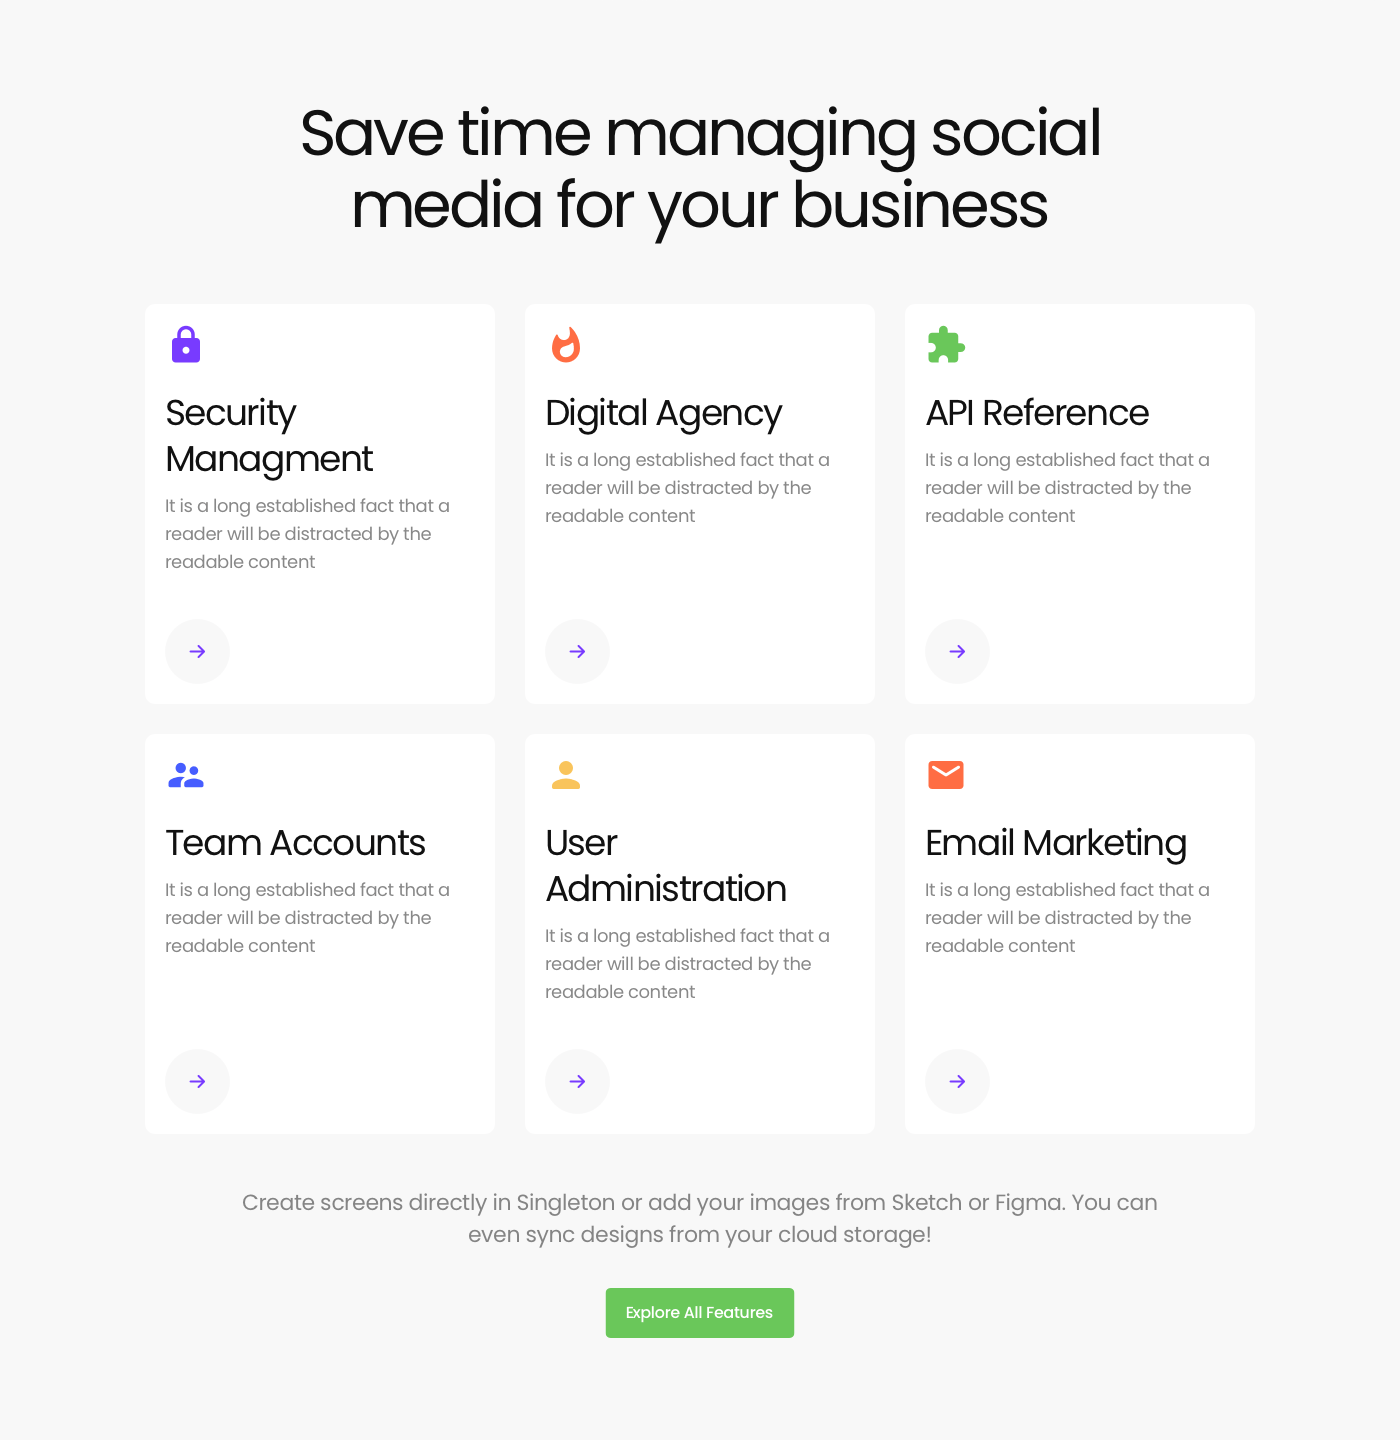 Save time managing social
media for your business
Security
Managment
It is a long established fact that a
reader will be distracted by the
readable content
Digital Agency
It is a long established fact that a
reader will be distracted by the
readable content
API Reference
It is a long established fact that a
reader will be distracted by the
readable content
Team Accounts
It is a long established fact that a
reader will be distracted by the
readable content
User
Administration
It is a long established fact that a
reader will be distracted by the
readable content
Email Marketing
It is a long established fact that a
reader will be distracted by the
readable content
Create screens directly in Singleton or add your images from Sketch or Figma. You can
even sync designs from your cloud storage!
Explore All Features